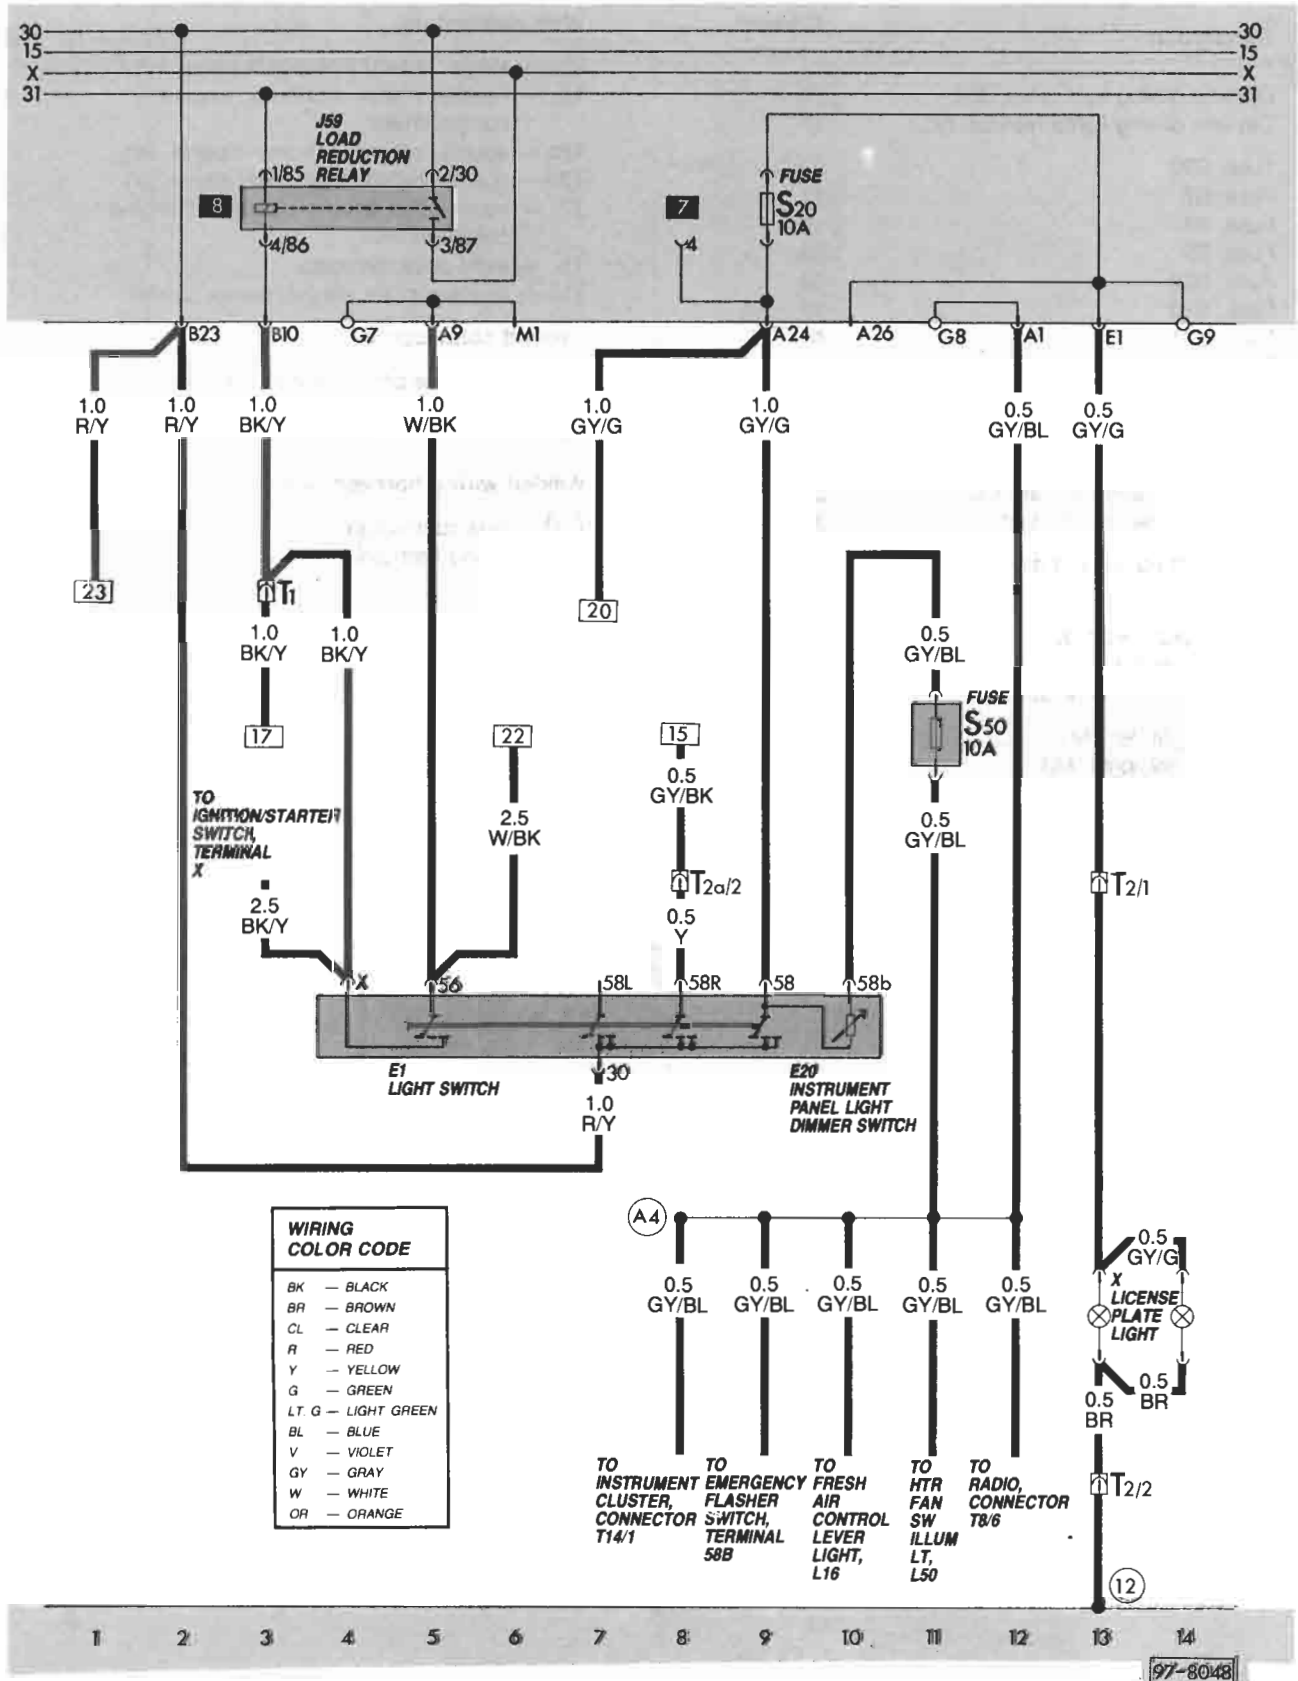 30 30
15 15
X X
31 31
J59
LOAD
REDUCTION
RELAY
1/85 2/30
8
4/86 3/87
7
4
FUSE
S20
10A
B23 B10 G7 A9 M1 A24 A26 G8 A1 E1 G9
1.0 1.0 1.0 1.0 1.0 1.0 0.5 0.5
R/Y R/Y BK/Y W/BK GY/G GY/G GY/BL GY/G
23 T1 20
1.0 1.0 0.5
BK/Y BK/Y GY/BL
FUSE
S50
10A
17 22 15
0.5
GY/BK
TO
IGNITION/STARTER
SWITCH,
TERMINAL
X
2.5
W/BK
0.5
GY/BL
T2a/2 T2/1
2.5
BK/Y
0.5
Y
X 56 58L 58R 58 58b
E1
LIGHT SWITCH
30
E20
INSTRUMENT
PANEL LIGHT
DIMMER SWITCH
1.0
R/Y
A4
WIRING
COLOR CODE
BK — BLACK
BR — BROWN
CL — CLEAR
R — RED
Y — YELLOW
G — GREEN
LT. G — LIGHT GREEN
BL — BLUE
V — VIOLET
GY — GRAY
W — WHITE
OR — ORANGE
0.5 0.5 0.5 0.5 0.5
GY/BL GY/BL GY/BL GY/BL GY/BL
0.5
GY/G
X
LICENSE
PLATE
LIGHT
0.5
BR
0.5
BR
TO
INSTRUMENT
CLUSTER,
CONNECTOR
T14/1
TO
EMERGENCY
FLASHER
SWITCH,
TERMINAL
58B
TO
FRESH
AIR
CONTROL
LEVER
LIGHT,
L16
TO
HTR
FAN
SW
ILLUM
LT,
L50
TO
RADIO,
CONNECTOR
T8/6
T2/2
12
1 2 3 4 5 6 7 8 9 10 11 12 13 14
97-8048